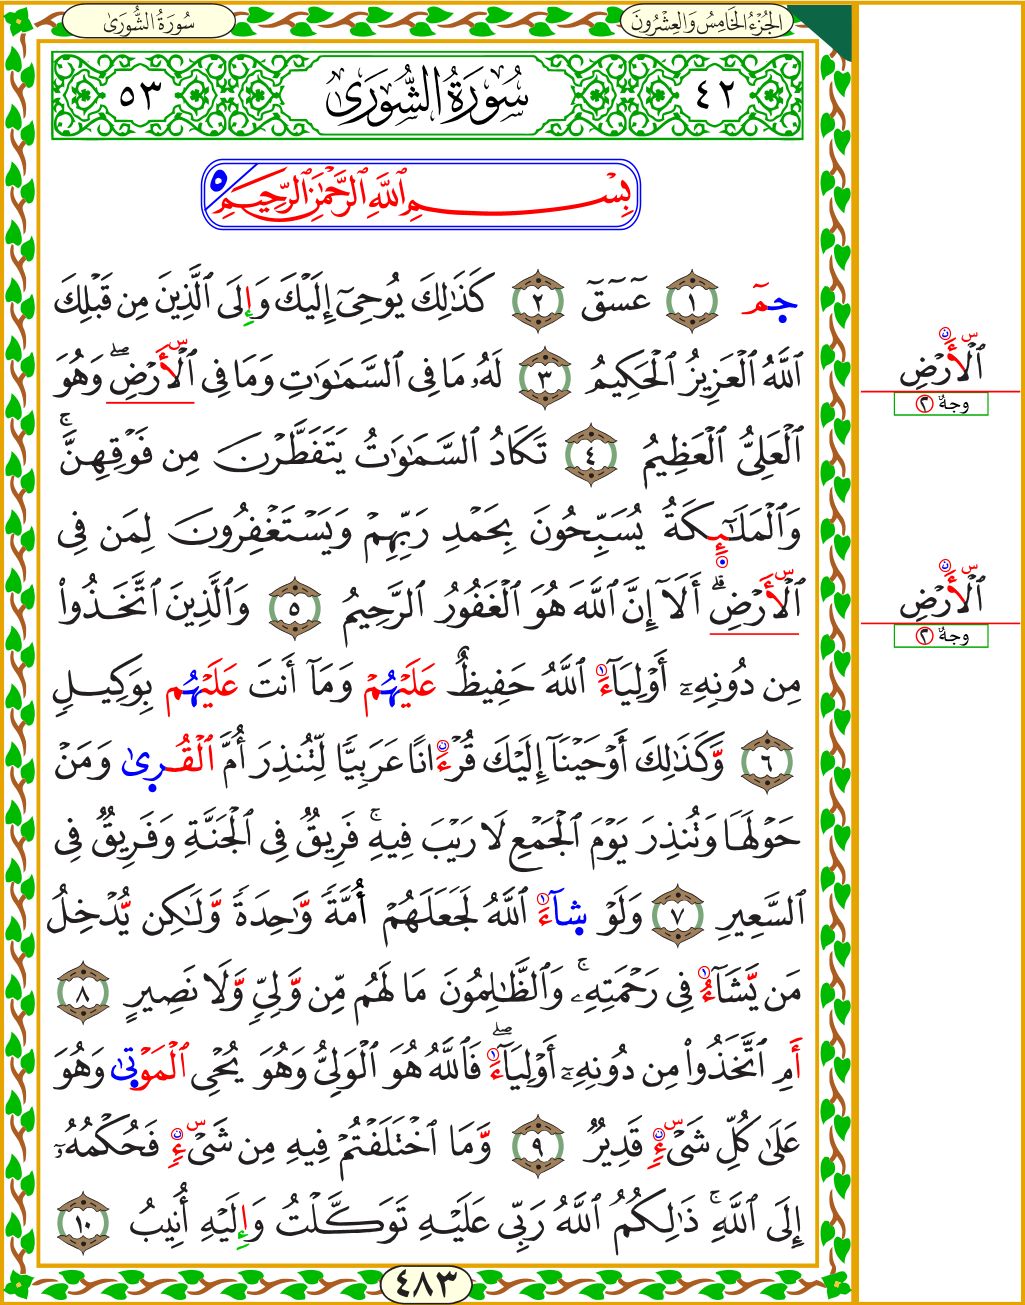 الجُزْءُ الخَامِسُ وَالعِشْرُونَ
سُورَةُ الشُّورَىٰ
٤٢ سُورَةُ الشُّورَىٰ ٥٣
بِسْمِ ٱللَّهِ ٱلرَّحْمَٰنِ ٱلرَّحِيمِ ٥
حمٓ ١ عٓسٓقٓ ٢ كَذَٰلِكَ يُوحِىٓ إِلَيْكَ وَإِلَى ٱلَّذِينَ مِن قَبْلِكَ
ٱللَّهُ ٱلْعَزِيزُ ٱلْحَكِيمُ ٣ لَهُۥ مَا فِى ٱلسَّمَٰوَٰتِ وَمَا فِى ٱلْأَرْضِۖ وَهُوَ
ٱلْعَلِىُّ ٱلْعَظِيمُ ٤ تَكَادُ ٱلسَّمَٰوَٰتُ يَتَفَطَّرْنَ مِن فَوْقِهِنَّۚ
وَٱلْمَلَٰٓئِكَةُ يُسَبِّحُونَ بِحَمْدِ رَبِّهِمْ وَيَسْتَغْفِرُونَ لِمَن فِى
ٱلْأَرْضِۗ أَلَآ إِنَّ ٱللَّهَ هُوَ ٱلْغَفُورُ ٱلرَّحِيمُ ٥ وَٱلَّذِينَ ٱتَّخَذُوا۟
مِن دُونِهِۦٓ أَوْلِيَآءَ ٱللَّهُ حَفِيظٌ عَلَيْهُمْ وَمَآ أَنتَ عَلَيْهُم بِوَكِيلٍ
٦ وَكَذَٰلِكَ أَوْحَيْنَآ إِلَيْكَ قُرْءَانًا عَرَبِيًّا لِّتُنذِرَ أُمَّ ٱلْقُرَىٰ وَمَنْ
حَوْلَهَا وَتُنذِرَ يَوْمَ ٱلْجَمْعِ لَا رَيْبَ فِيهِۚ فَرِيقٌ فِى ٱلْجَنَّةِ وَفَرِيقٌ فِى
ٱلسَّعِيرِ ٧ وَلَوْ شَآءَ ٱللَّهُ لَجَعَلَهُمْ أُمَّةً وَٰحِدَةً وَلَٰكِن يُدْخِلُ
مَن يَشَآءُ فِى رَحْمَتِهِۦۚ وَٱلظَّٰلِمُونَ مَا لَهُم مِّن وَلِىٍّ وَلَا نَصِيرٍ ٨
أَمِ ٱتَّخَذُوا۟ مِن دُونِهِۦٓ أَوْلِيَآءَۖ فَٱللَّهُ هُوَ ٱلْوَلِىُّ وَهُوَ يُحْىِ ٱلْمَوْتَىٰ وَهُوَ
عَلَىٰ كُلِّ شَىْءٍ قَدِيرٌ ٩ وَمَا ٱخْتَلَفْتُمْ فِيهِ مِن شَىْءٍ فَحُكْمُهُۥٓ
إِلَى ٱللَّهِۚ ذَٰلِكُمُ ٱللَّهُ رَبِّى عَلَيْهِ تَوَكَّلْتُ وَإِلَيْهِ أُنِيبُ ١٠
٤٨٣
ٱلْأَرْضِ
وجهٌ ٢
ٱلْأَرْضِ
وجهٌ ٢